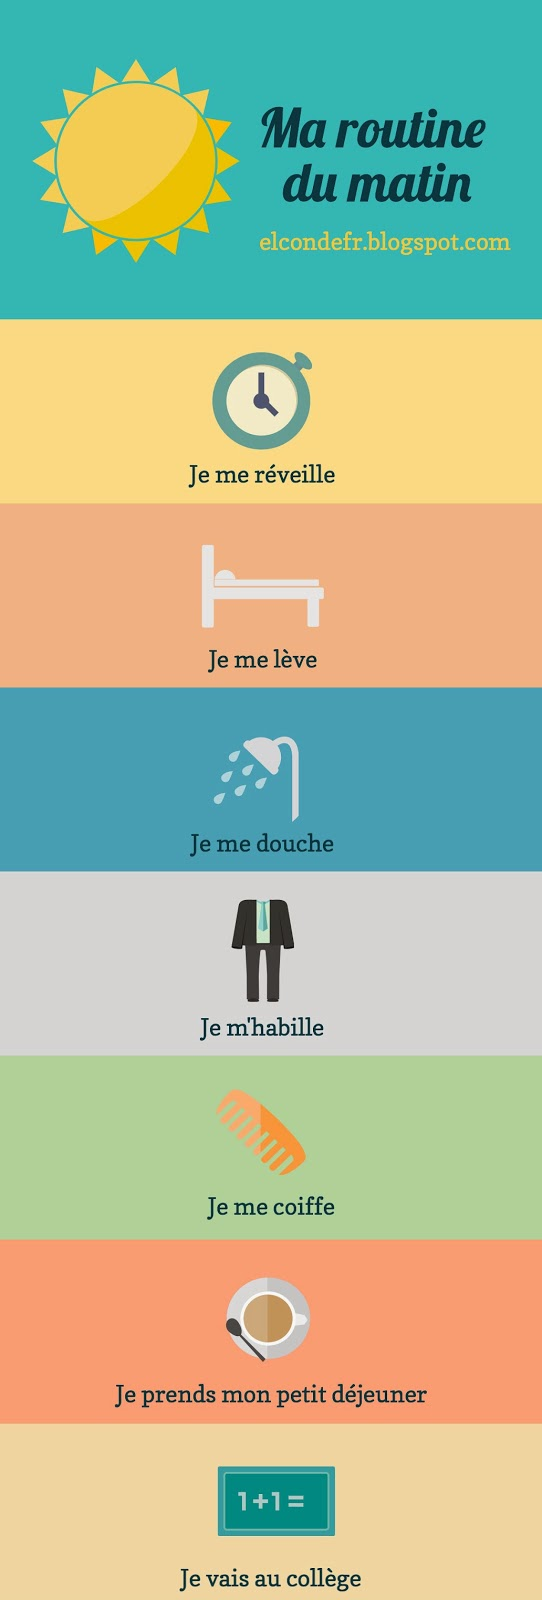 Ma routine
du matin
elcondefr.blogspot.com
Je me réveille
Je me lève
Je me douche
Je m'habille
Je me coiffe
Je prends mon petit déjeuner
1+1=
Je vais au collège